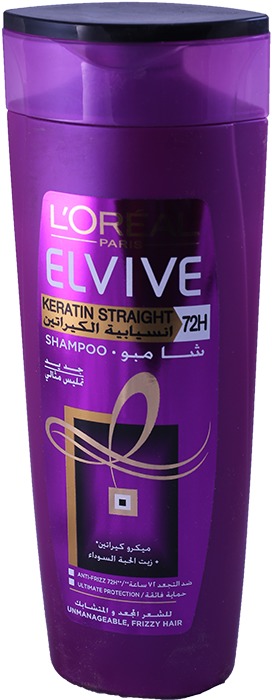 L'ORÉAL
PARIS
ELVIVE
KERATIN STRAIGHT
انسيابية الكيراتين
72H
SHAMPOO • شامبو
جديد
تمليس مثالي
ميكرو كيراتين•
زيت الحبة السوداء
ضد التجعد ٧٢ ساعة**/
ANTI-FRIZZ 72H**/
حماية فائقة/
ULTIMATE PROTECTION/
للشعر المجعد و المتشابك
UNMANAGEABLE, FRIZZY HAIR